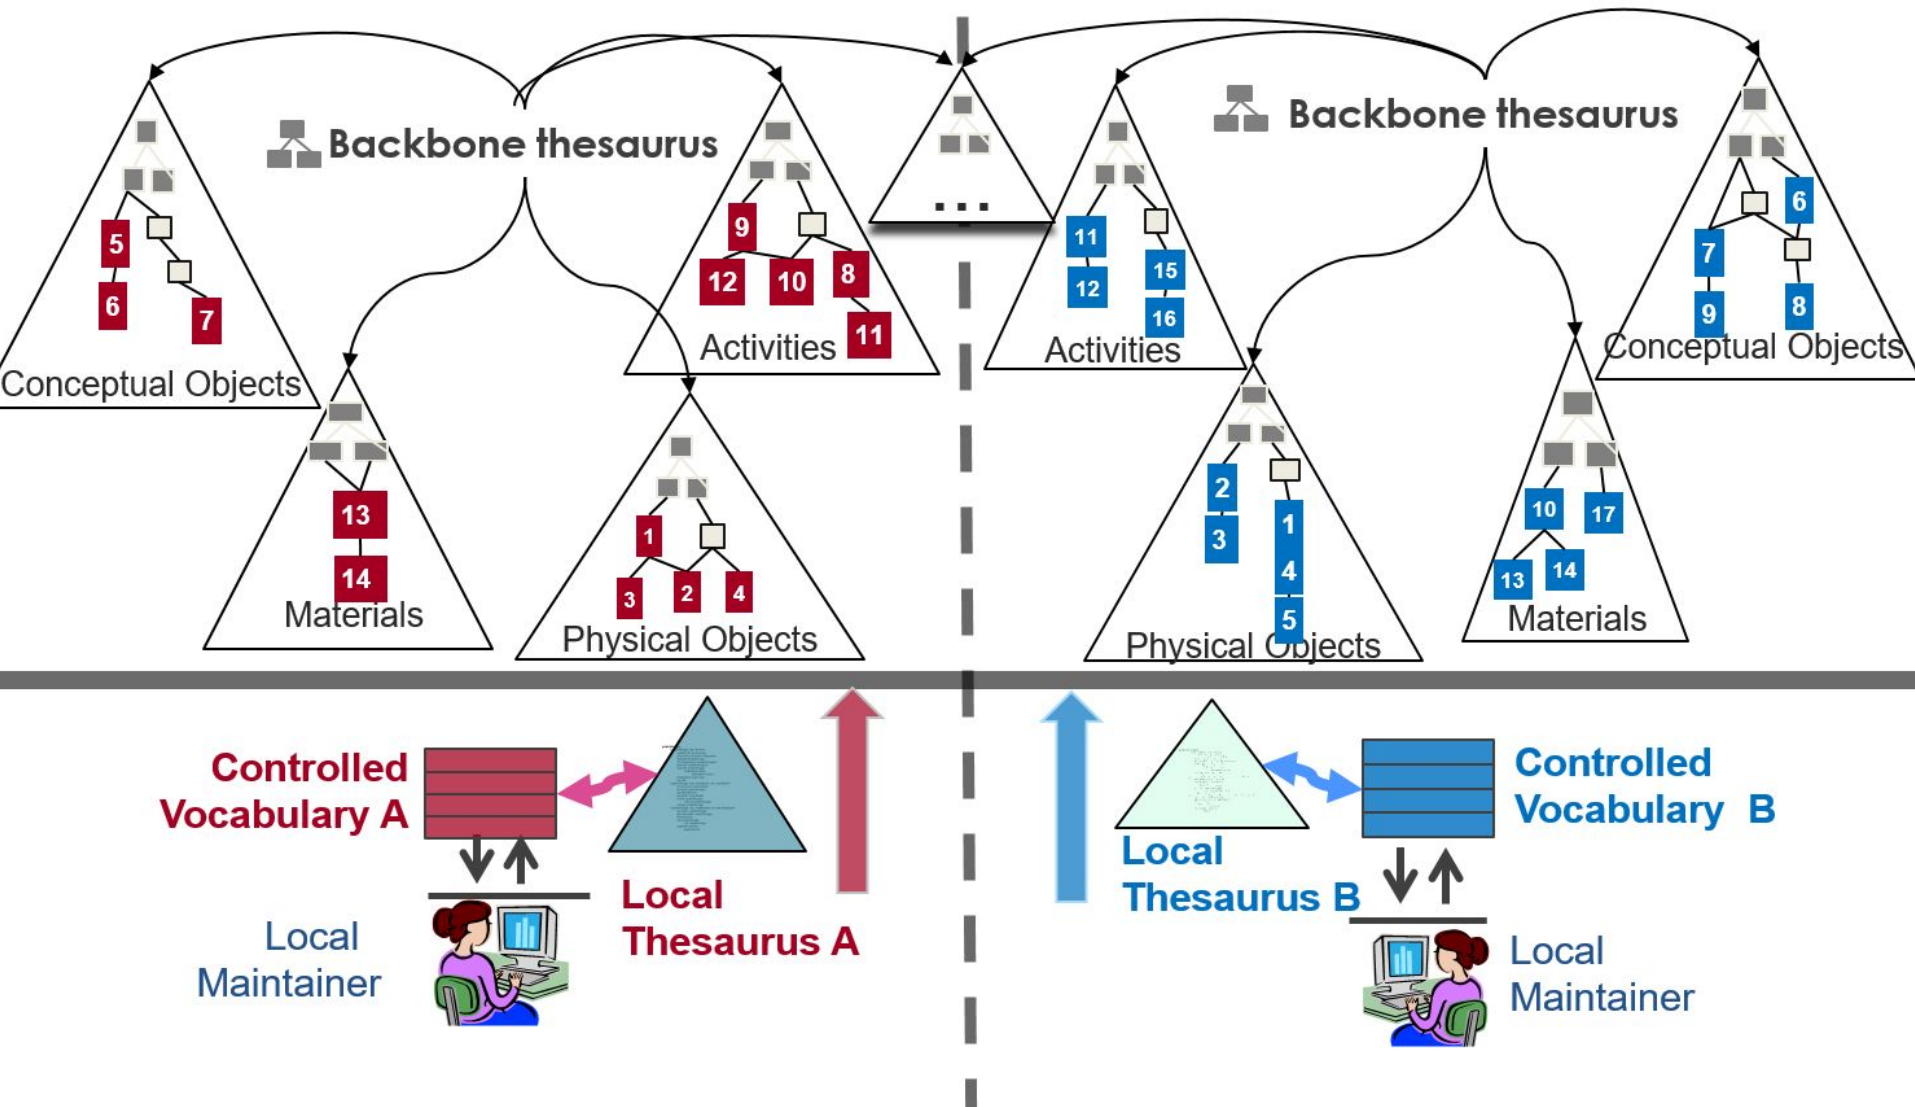 Backbone thesaurus
5
6
7
Conceptual Objects
9
12
10
8
11
Activities
13
14
Materials
1
3
2
4
Physical Objects
...
Backbone thesaurus
11
12
15
16
Activities
6
7
9
8
Conceptual Objects
2
3
1
4
5
Physical Objects
10
17
13
14
Materials
Controlled
Vocabulary A
Local
Thesaurus A
Local
Maintainer
Local
Thesaurus B
Controlled
Vocabulary B
Local
Maintainer